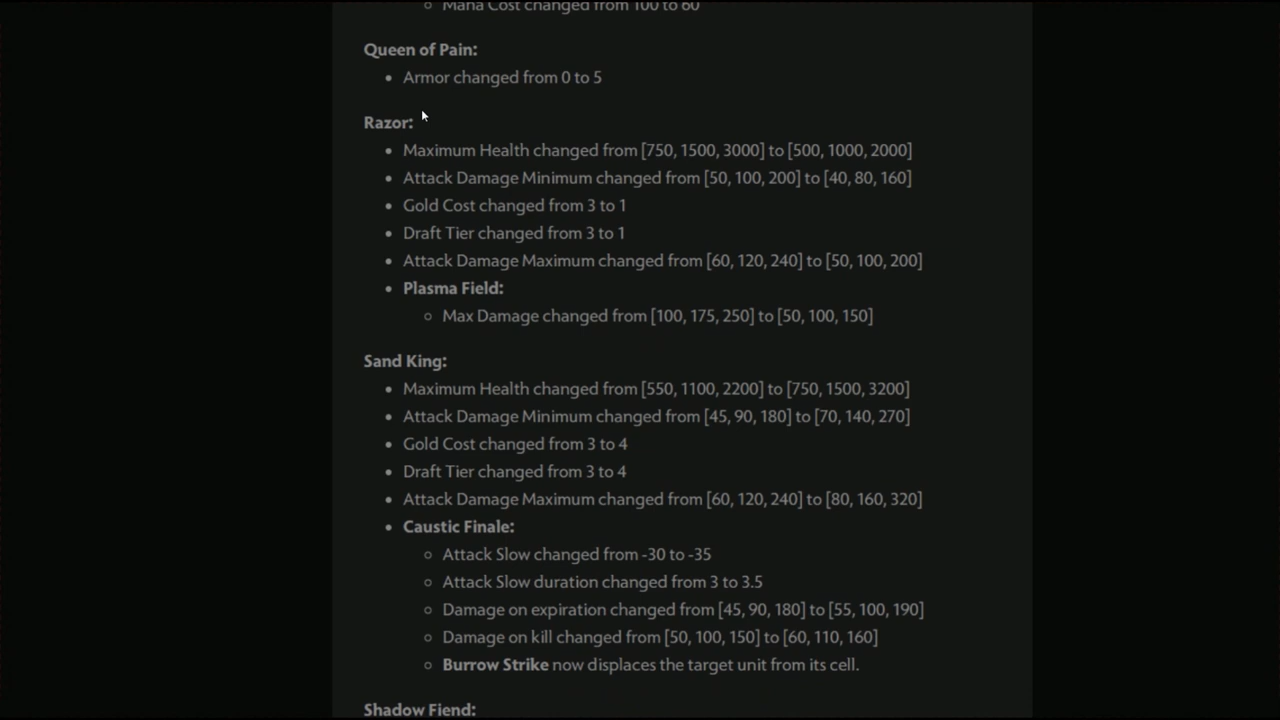 Mana Cost changed from 100 to 60
Queen of Pain:
Armor changed from 0 to 5
Razor:
Maximum Health changed from [750, 1500, 3000] to [500, 1000, 2000]
Attack Damage Minimum changed from [50, 100, 200] to [40, 80, 160]
Gold Cost changed from 3 to 1
Draft Tier changed from 3 to 1
Attack Damage Maximum changed from [60, 120, 240] to [50, 100, 200]
Plasma Field:
Max Damage changed from [100, 175, 250] to [50, 100, 150]
Sand King:
Maximum Health changed from [550, 1100, 2200] to [750, 1500, 3200]
Attack Damage Minimum changed from [45, 90, 180] to [70, 140, 270]
Gold Cost changed from 3 to 4
Draft Tier changed from 3 to 4
Attack Damage Maximum changed from [60, 120, 240] to [80, 160, 320]
Caustic Finale:
Attack Slow changed from -30 to -35
Attack Slow duration changed from 3 to 3.5
Damage on expiration changed from [45, 90, 180] to [55, 100, 190]
Damage on kill changed from [50, 100, 150] to [60, 110, 160]
Burrow Strike now displaces the target unit from its cell.
Shadow Fiend: